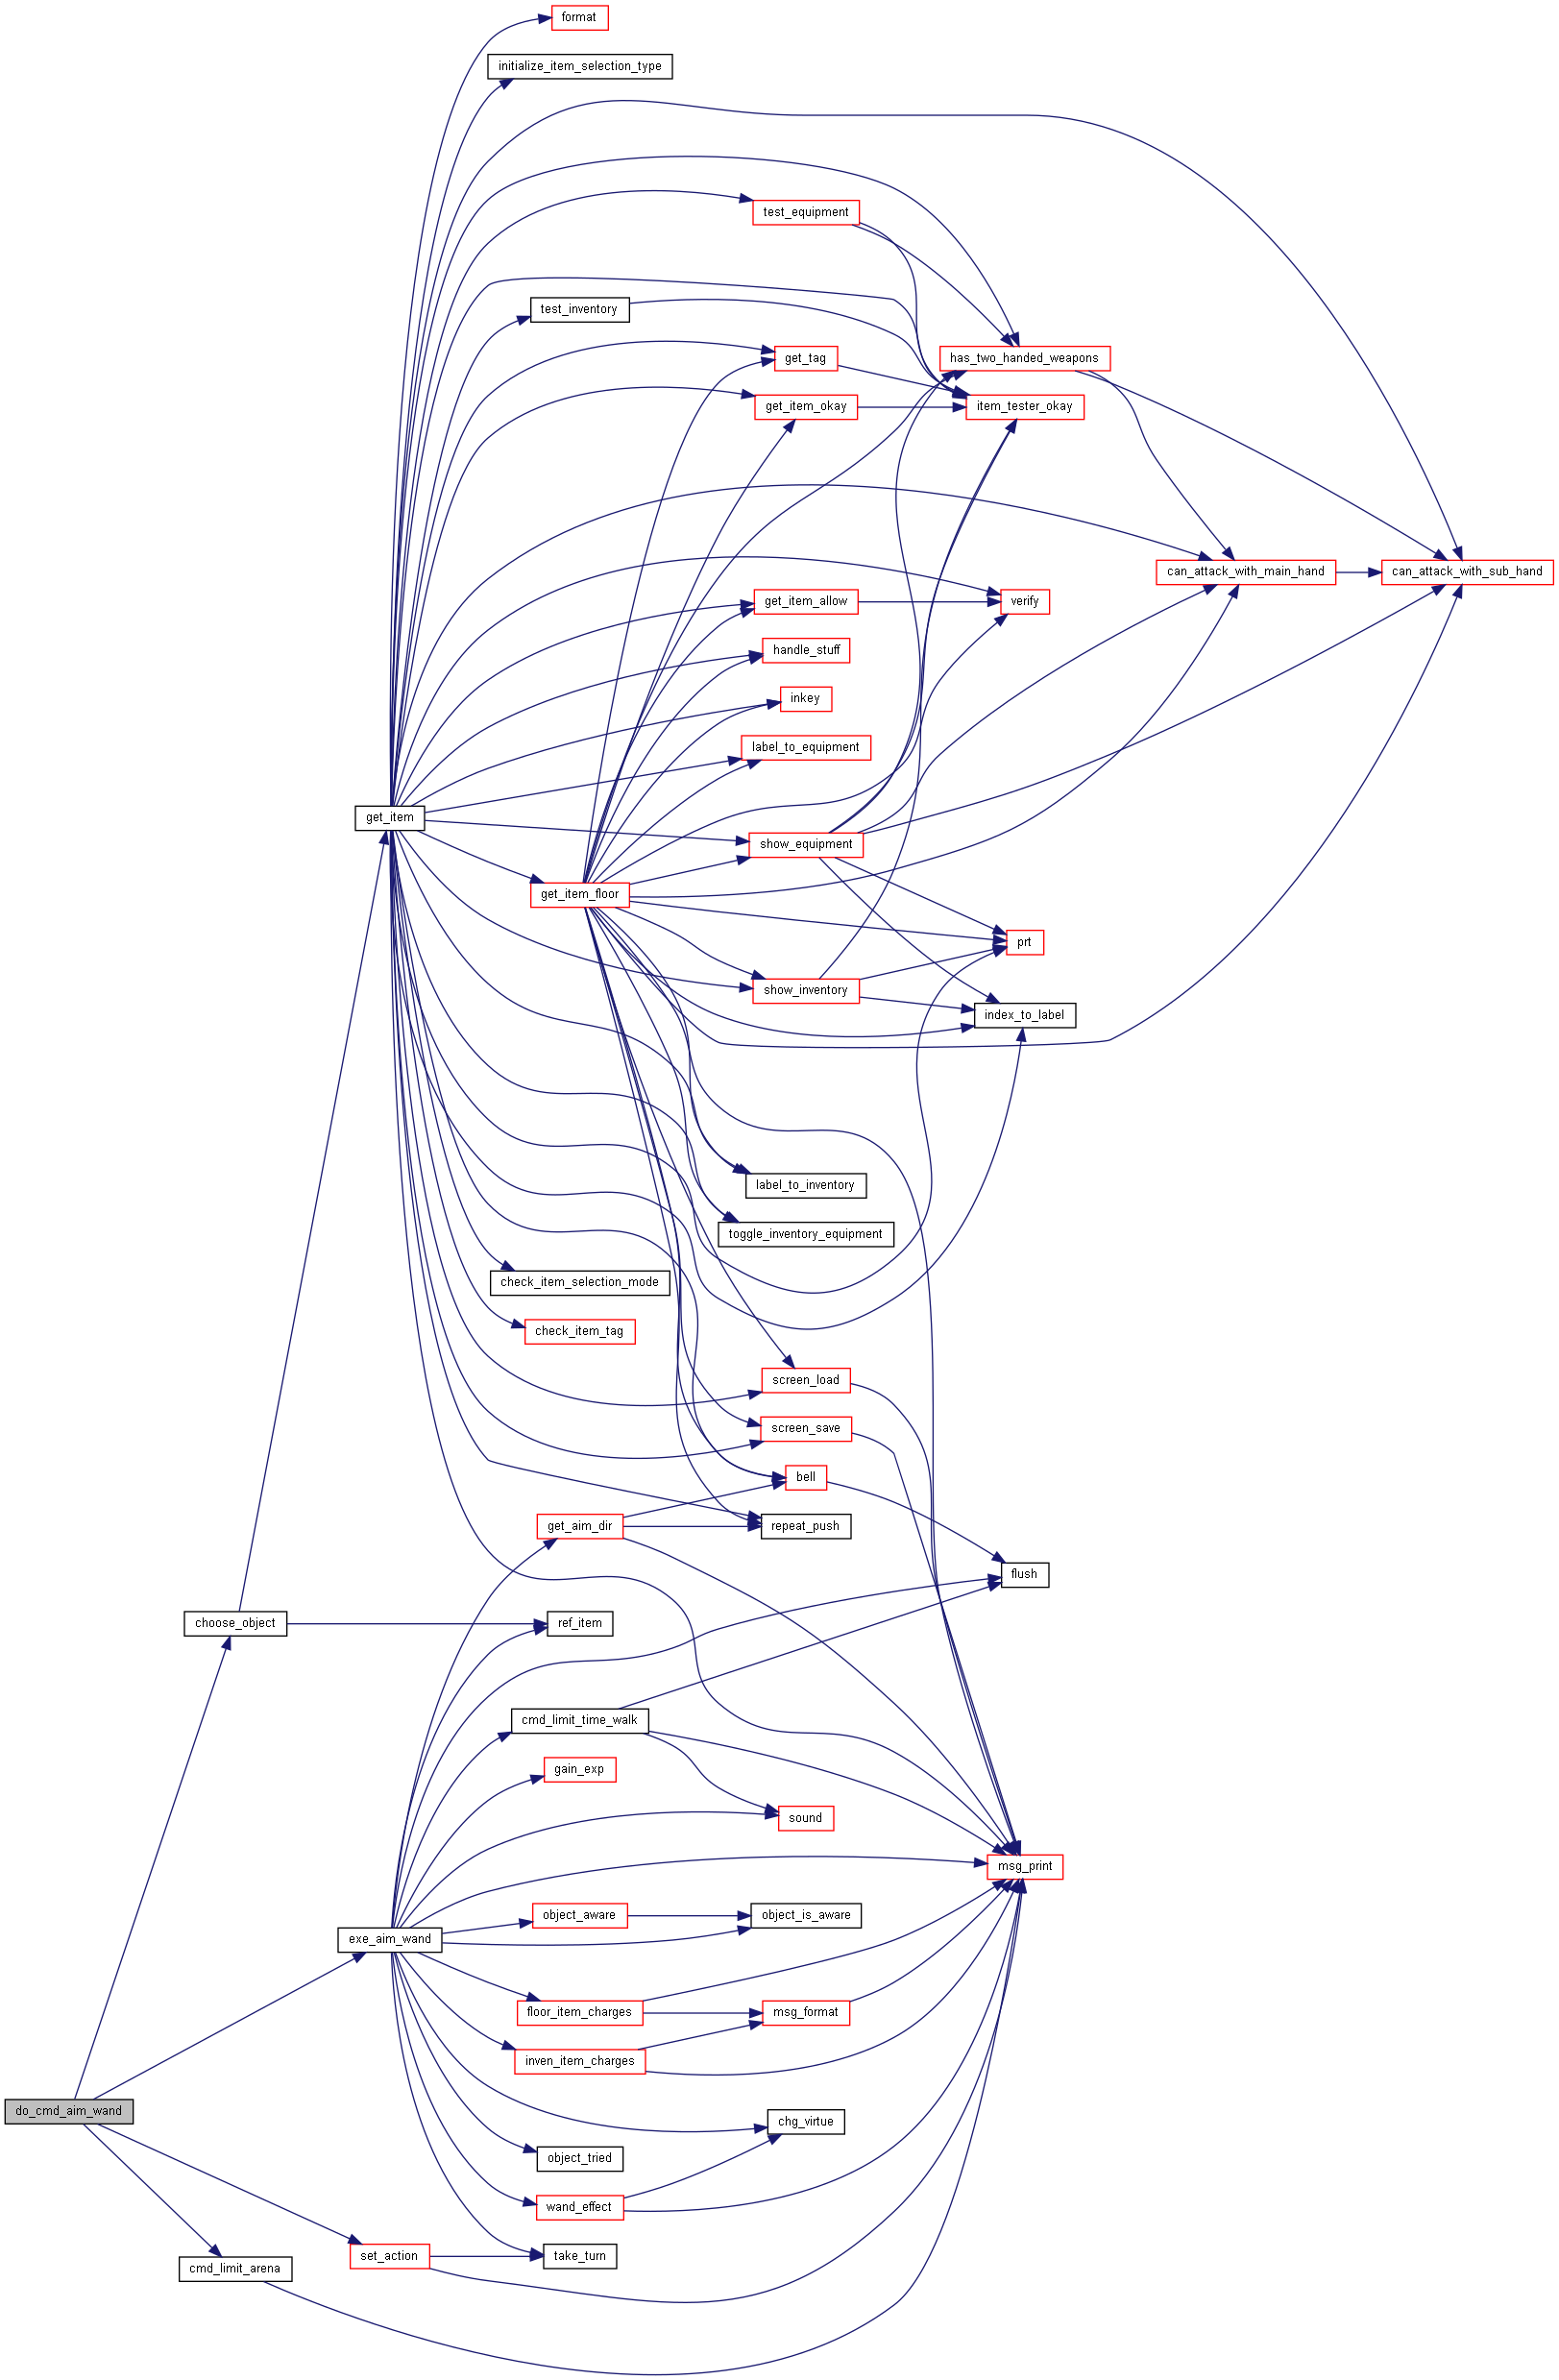 format
initialize_item_selection_type
test_equipment
test_inventory
get_tag
has_two_handed_weapons
get_item_okay
item_tester_okay
can_attack_with_main_hand
can_attack_with_sub_hand
get_item_allow
verify
handle_stuff
inkey
label_to_equipment
get_item
show_equipment
get_item_floor
prt
show_inventory
index_to_label
label_to_inventory
toggle_inventory_equipment
check_item_selection_mode
check_item_tag
screen_load
screen_save
bell
get_aim_dir
repeat_push
flush
choose_object
ref_item
cmd_limit_time_walk
gain_exp
sound
msg_print
object_aware
object_is_aware
exe_aim_wand
floor_item_charges
msg_format
inven_item_charges
do_cmd_aim_wand
chg_virtue
object_tried
wand_effect
set_action
take_turn
cmd_limit_arena